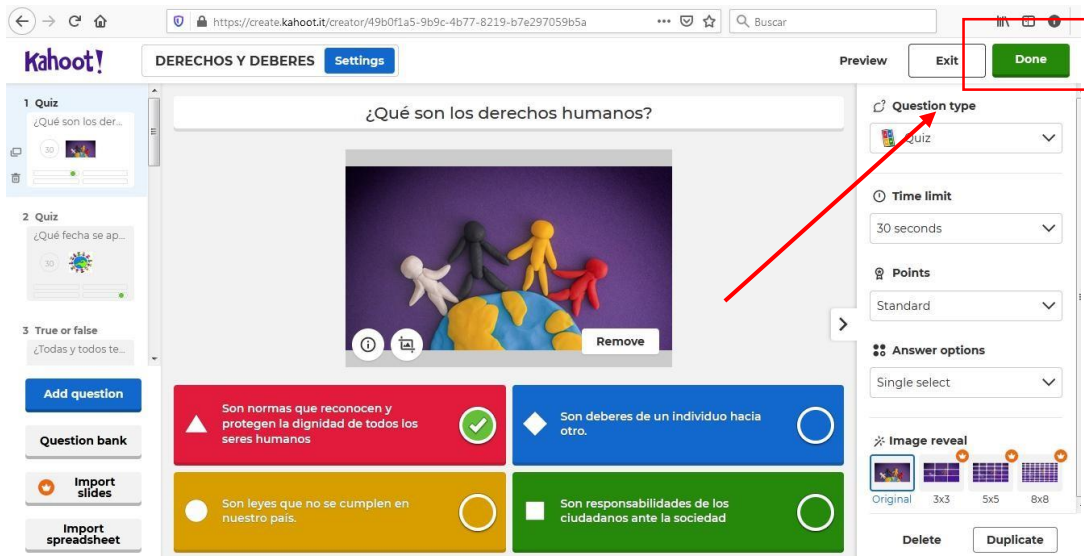 https://create.kahoot.it/creator/49b0f1a5-9b9c-4b77-8219-b7e297059b5a
Buscar
Kahoot!
DERECHOS Y DEBERES
Settings
Preview
Exit
Done
1 Quiz
¿Qué son los der...
30
2 Quiz
¿Qué fecha se ap...
30
3 True or false
¿Todas y todos te...
Add question
Question bank
Import
slides
Import
spreadsheet
¿Qué son los derechos humanos?
Remove
Son normas que reconocen y
protegen la dignidad de todos los
seres humanos
Son deberes de un individuo hacia
otro.
Son leyes que no se cumplen en
nuestro país.
Son responsabilidades de los
ciudadanos ante la sociedad
Question type
Quiz
Time limit
30 seconds
Points
Standard
Answer options
Single select
Image reveal
Original 3x3 5x5 8x8
Delete
Duplicate